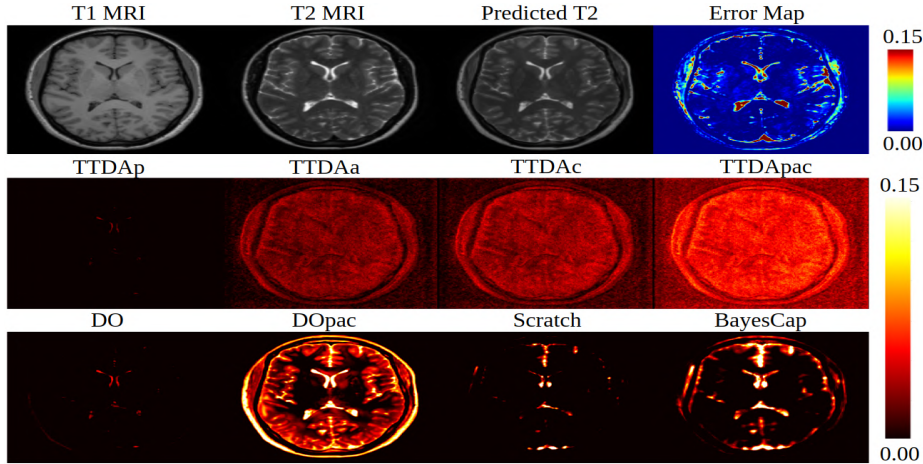 T1 MRI T2 MRI Predicted T2 Error Map
0.15
0.00
TTDAp TTDAa TTDAc TTDApac
0.15
DO DOpac Scratch BayesCap
0.00